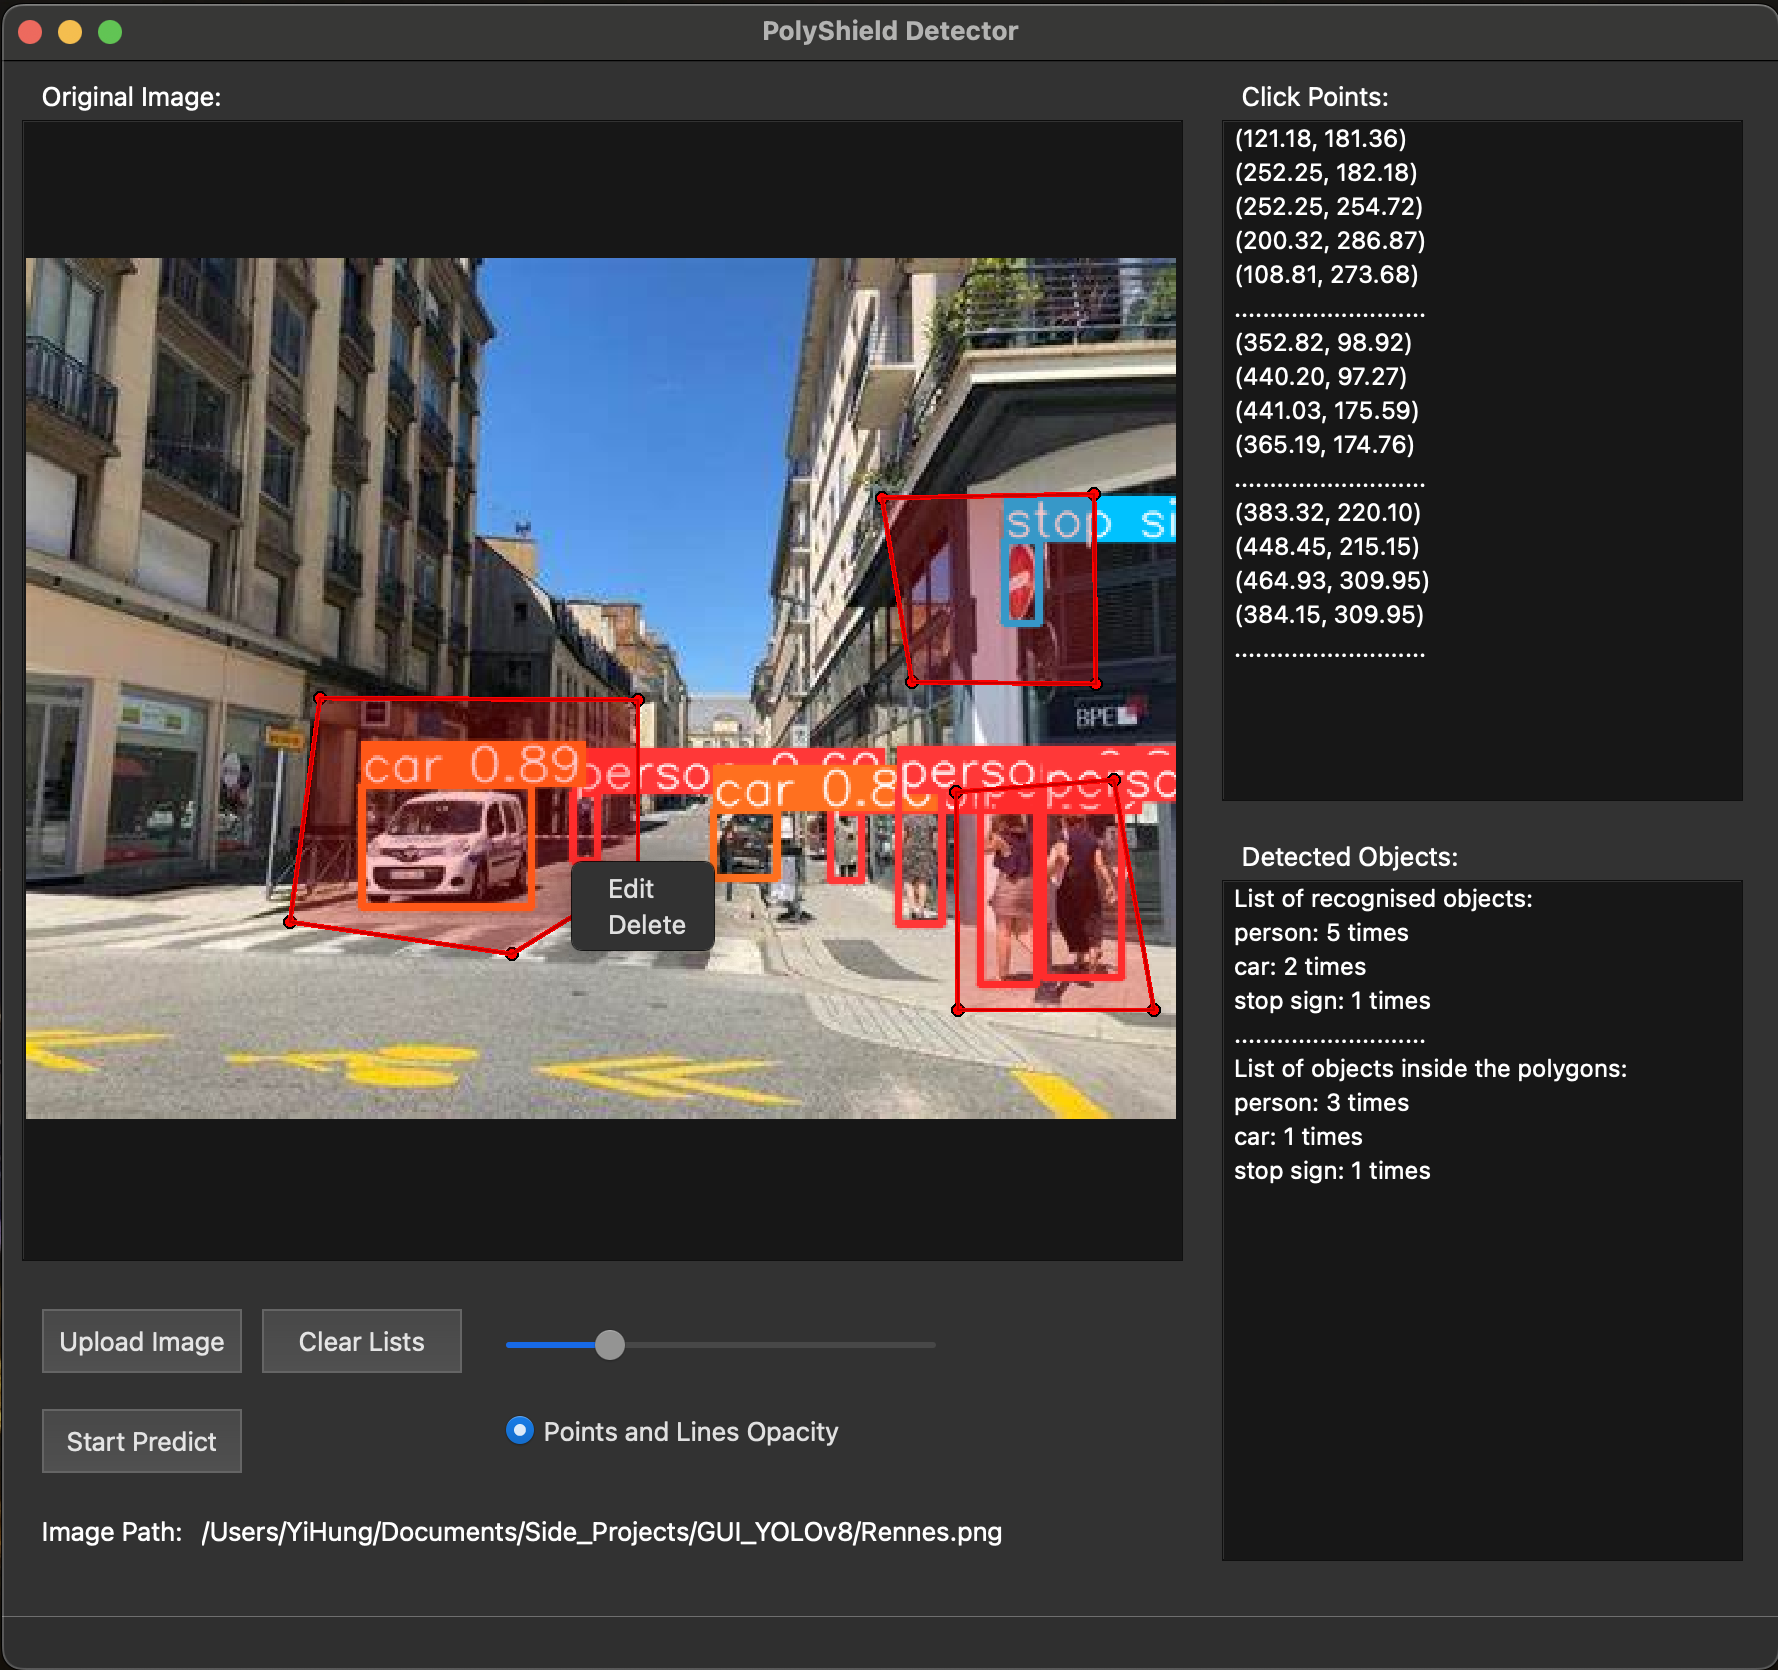 PolyShield Detector
Original Image:
stop si
BPE
car 0.89
person 0.6
car 0.8
perso
perso
Edit
Delete
Upload Image
Clear Lists
Start Predict
Points and Lines Opacity
Image Path: /Users/YiHung/Documents/Side_Projects/GUI_YOLOv8/Rennes.png
Click Points:
(121.18, 181.36)
(252.25, 182.18)
(252.25, 254.72)
(200.32, 286.87)
(108.81, 273.68)
...........................
(352.82, 98.92)
(440.20, 97.27)
(441.03, 175.59)
(365.19, 174.76)
...........................
(383.32, 220.10)
(448.45, 215.15)
(464.93, 309.95)
(384.15, 309.95)
...........................
Detected Objects:
List of recognised objects:
person: 5 times
car: 2 times
stop sign: 1 times
...........................
List of objects inside the polygons:
person: 3 times
car: 1 times
stop sign: 1 times